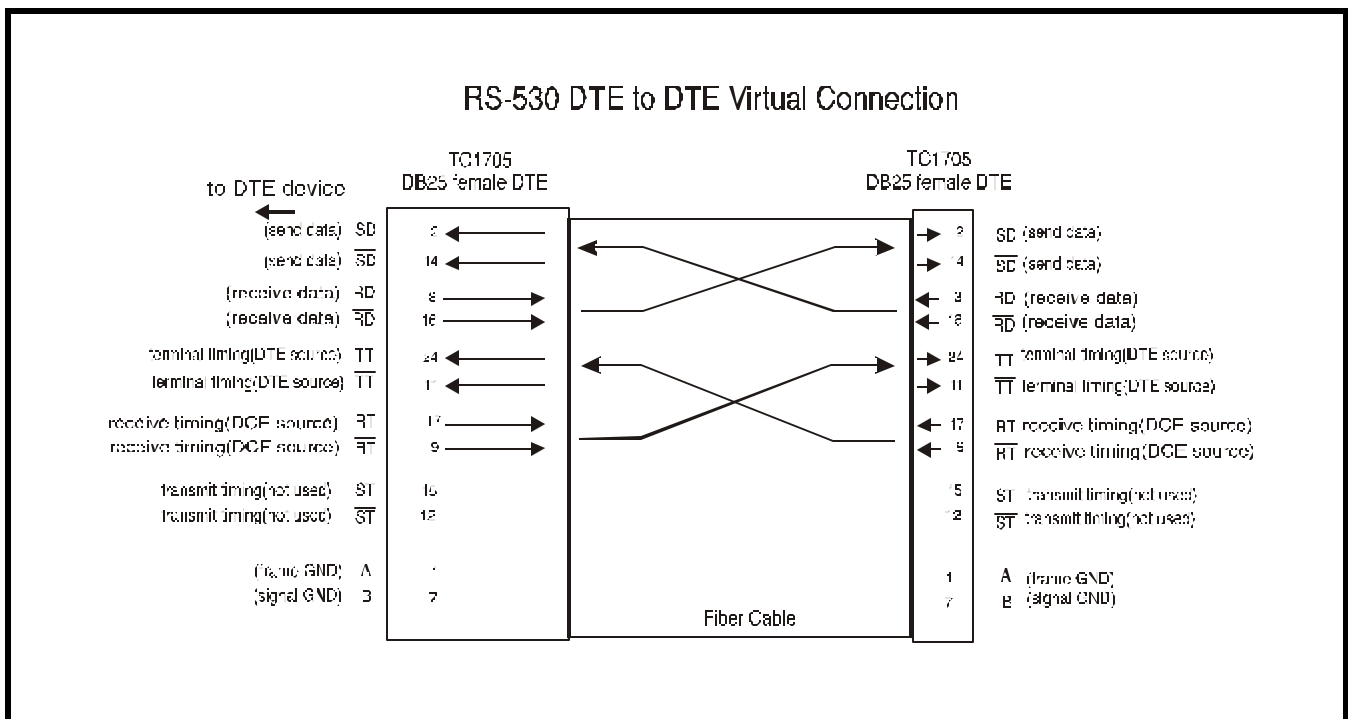 RS-530 DTE to DTE Virtual Connection
TC1705
DB25 female DTE
TC1705
DB25 female DTE
to DTE device
(send data) SD
(send data) SD
(receive data) RD
(receive data) RD
terminal timing(DTE source) TT
terminal timing(DTE source) TT
receive timing(DCE source) RT
receive timing(DCE source) RT
transmit timing(not used) ST
transmit timing(not used) ST
(frame GND) A
(signal GND) B
14
16
24
11
17
9
15
12
1
7
14
24
11
17
15
12
1
7
SD (send data)
SD (send data)
RD (receive data)
RD (receive data)
TT terminal timing(DTE source)
TT terminal timing(DTE source)
RT receive timing(DCE source)
RT receive timing(DCE source)
ST transmit timing(not used)
ST transmit timing(not used)
A (frame GND)
B (signal GND)
Fiber Cable